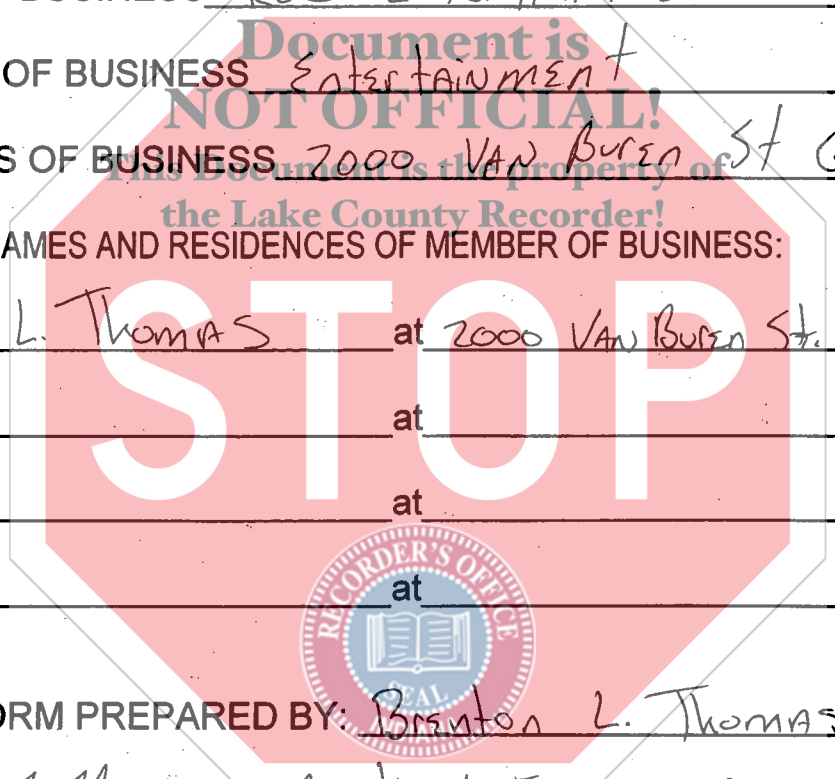 BUSINESS
Document is
OF BUSINESS Entertainment
NOT OFFICIAL!
S OF BUSINESS 2000 VAN Buren St
This Document is the property of
the Lake County Recorder!
AMES AND RESIDENCES OF MEMBER OF BUSINESS:
L. Thomas at 2000 VAN Buren St.
at
STOP
at
RECORDER'S OFFICE
at
SEAL
INDIANA
ORM PREPARED BY: Brenton L. Thomas